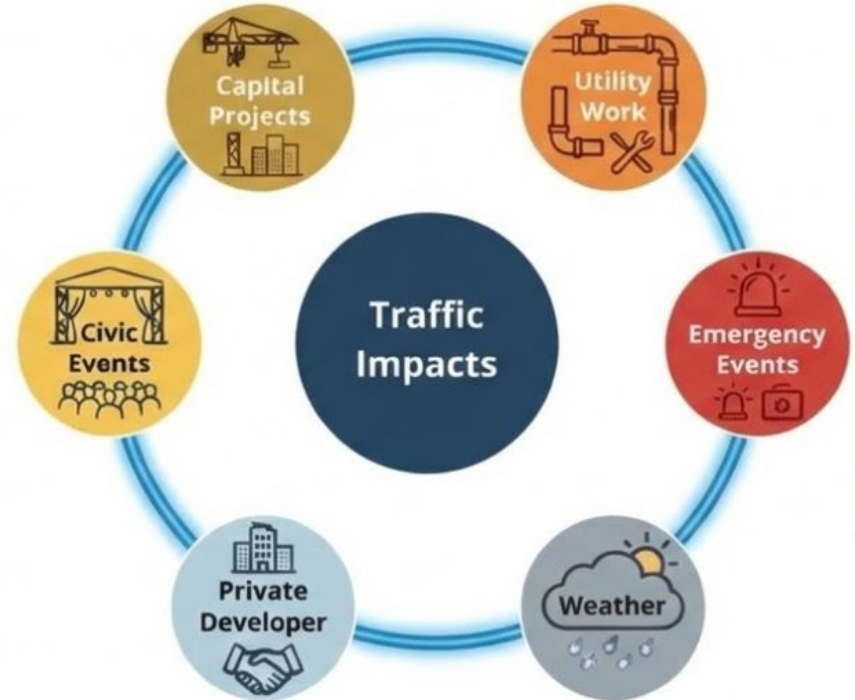 Capital
Projects
Utility
Work
Civic
Events
Traffic
Impacts
Emergency
Events
Private
Developer
Weather